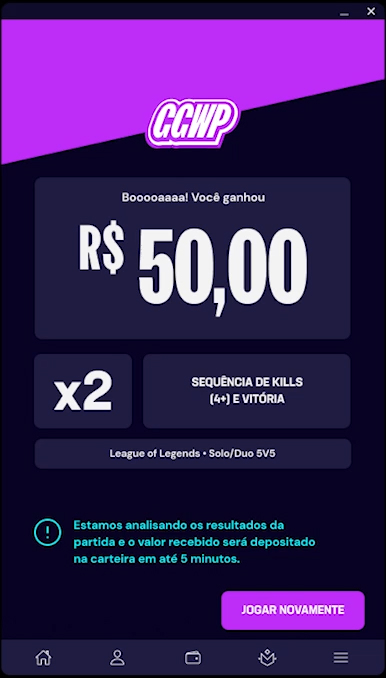 GGWP
Booooaaaa! Você ganhou
R$ 50,00
x2
SEQUÊNCIA DE KILLS
(4+) E VITÓRIA
League of Legends • Solo/Duo 5V5
Estamos analisando os resultados da
partida e o valor recebido será depositado
na carteira em até 5 minutos.
JOGAR NOVAMENTE